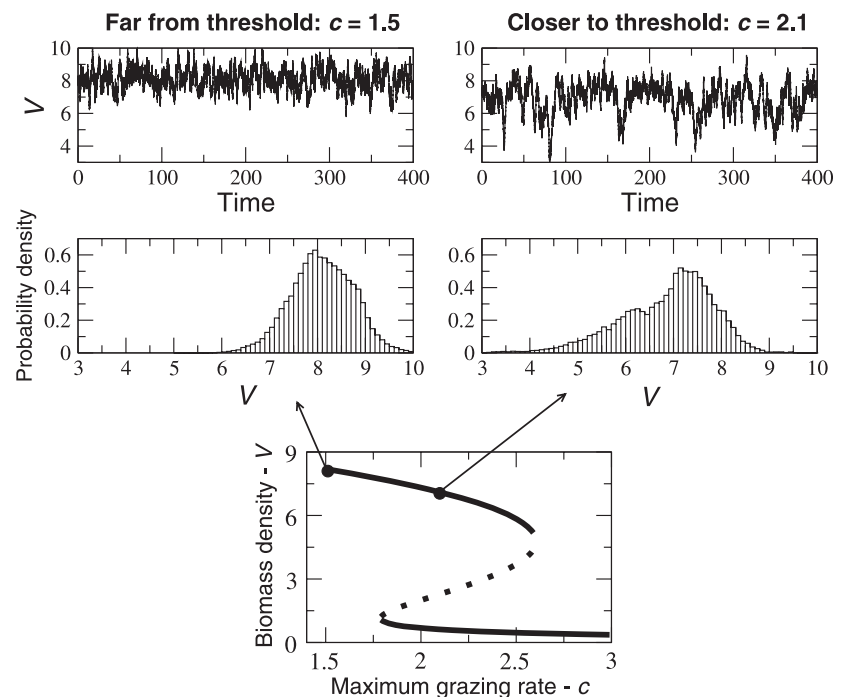 Far from threshold: c = 1.5
Closer to threshold: c = 2.1
10
8
6
4
V
0 100 200 300 400
Time
10
8
6
4
0 100 200 300 400
Time
Probability density
0.6
0.4
0.2
0
3 4 5 6 7 8 9 10
V
0.6
0.4
0.2
0
3 4 5 6 7 8 9 10
V
Biomass density - V
9
6
3
0
1.5 2 2.5 3
Maximum grazing rate - c